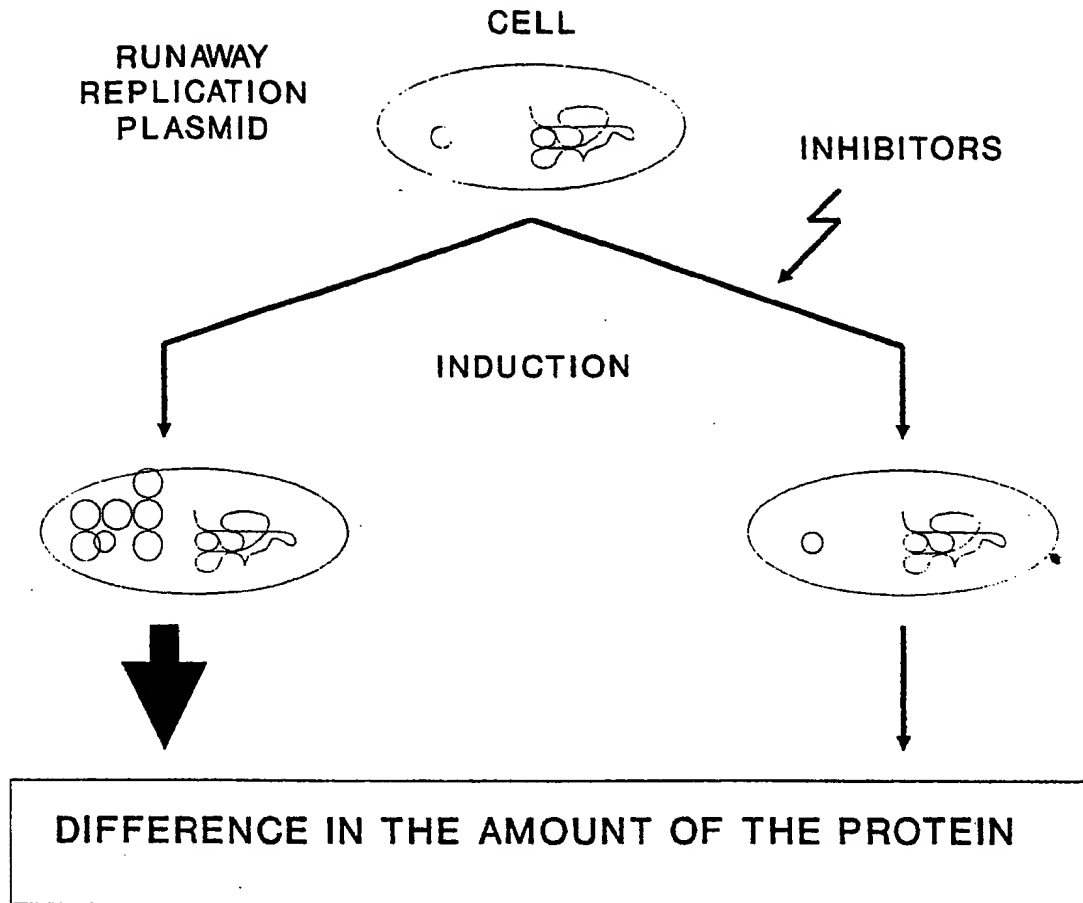 CELL
RUNAWAY
REPLICATION
PLASMID
INHIBITORS
INDUCTION
DIFFERENCE IN THE AMOUNT OF THE PROTEIN